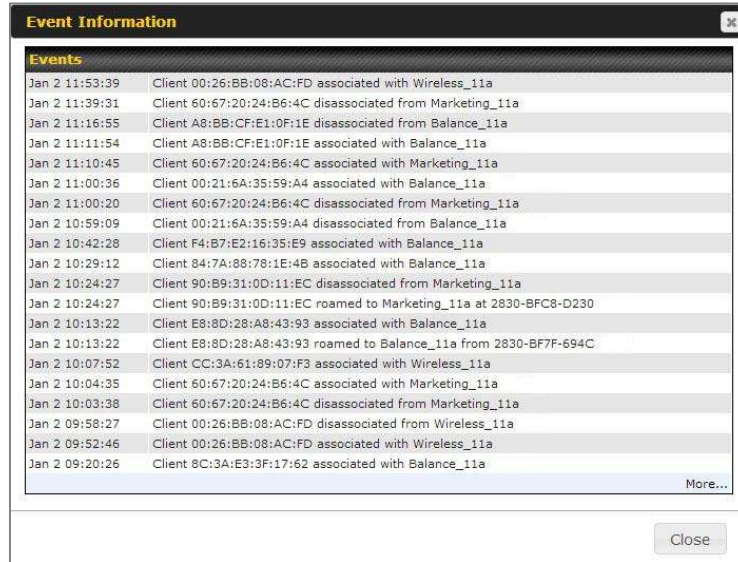 Event Information
Events
Jan 2 11:53:39 Client 00:26:BB:08:AC:FD associated with Wireless_11a
Jan 2 11:39:31 Client 60:67:20:24:B6:4C disassociated from Marketing_11a
Jan 2 11:16:55 Client A8:BB:CF:E1:0F:1E disassociated from Balance_11a
Jan 2 11:11:54 Client A8:BB:CF:E1:0F:1E associated with Balance_11a
Jan 2 11:10:45 Client 60:67:20:24:B6:4C associated with Marketing_11a
Jan 2 11:00:36 Client 00:21:6A:35:59:A4 associated with Balance_11a
Jan 2 11:00:20 Client 60:67:20:24:B6:4C disassociated from Marketing_11a
Jan 2 10:59:09 Client 00:21:6A:35:59:A4 disassociated from Balance_11a
Jan 2 10:42:28 Client F4:B7:E2:16:35:E9 associated with Balance_11a
Jan 2 10:29:12 Client 84:7A:88:78:1E:4B associated with Balance_11a
Jan 2 10:24:27 Client 90:B9:31:0D:11:EC disassociated from Marketing_11a
Jan 2 10:24:27 Client 90:B9:31:0D:11:EC roamed to Marketing_11a at 2830-BFC8-D230
Jan 2 10:13:22 Client E8:8D:28:A8:43:93 associated with Balance_11a
Jan 2 10:13:22 Client E8:8D:28:A8:43:93 roamed to Balance_11a from 2830-BF7F-694C
Jan 2 10:07:52 Client CC:3A:61:89:07:F3 associated with Wireless_11a
Jan 2 10:04:35 Client 60:67:20:24:B6:4C associated with Marketing_11a
Jan 2 10:03:38 Client 60:67:20:24:B6:4C disassociated from Marketing_11a
Jan 2 09:58:27 Client 00:26:BB:08:AC:FD disassociated from Wireless_11a
Jan 2 09:52:46 Client 00:26:BB:08:AC:FD associated with Wireless_11a
Jan 2 09:20:26 Client 8C:3A:E3:3F:17:62 associated with Balance_11a
More...
Close